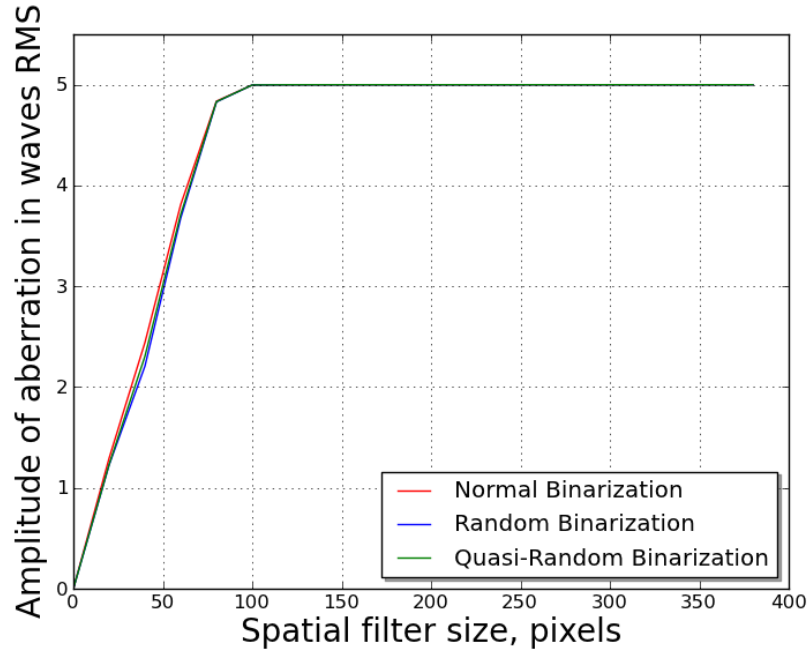 Amplitude of aberration in waves RMS
5
4
3
2
1
0
0 50 100 150 200 250 300 350 400
Spatial filter size, pixels
Normal Binarization
Random Binarization
Quasi-Random Binarization